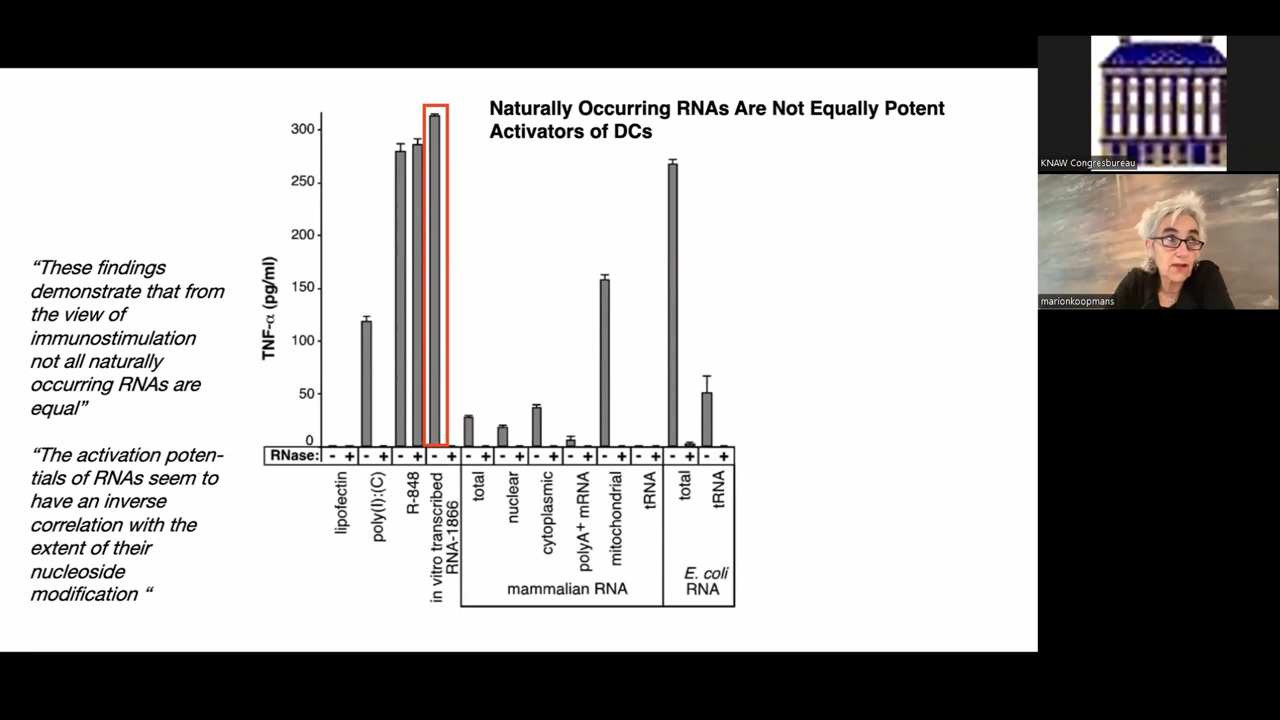 Naturally Occurring RNAs Are Not Equally Potent
Activators of DCs
“These findings
demonstrate that from
the view of
immunostimulation
not all naturally
occurring RNAs are
equal”
“The activation poten-
tials of RNAs seem to
have an inverse
correlation with the
extent of their
nucleoside
modification “
TNF-α (pg/ml)
300
250
200
150
100
50
0
RNase: - + - + - + - + - + - + - + - + - + - + - + - +
lipofectin
poly(I):(C)
R-848
in vitro transcribed
RNA-1866
total
nuclear
cytoplasmic
polyA+ mRNA
mitochondrial
tRNA
total
tRNA
mammalian RNA
E. coli
RNA
KNAW Congresbureau
marionkoopmans